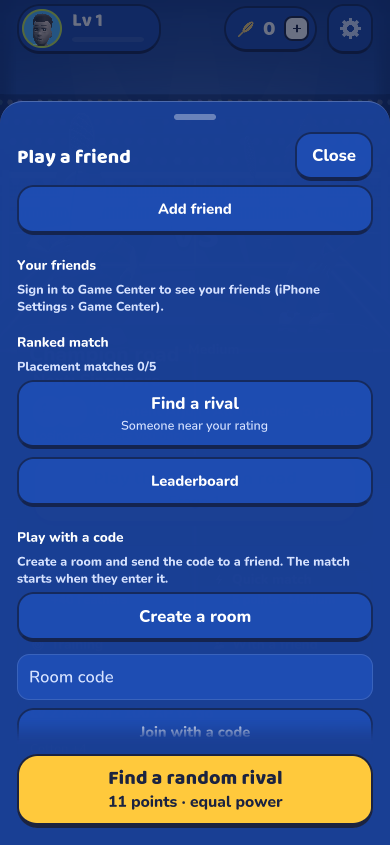 Lv 1
0
+
Play a friend
Close
Add friend
Your friends
Sign in to Game Center to see your friends (iPhone
Settings › Game Center).
Ranked match
Placement matches 0/5
Find a rival
Someone near your rating
Leaderboard
Play with a code
Create a room and send the code to a friend. The match
starts when they enter it.
Create a room
Room code
Join with a code
Find a random rival
11 points · equal power